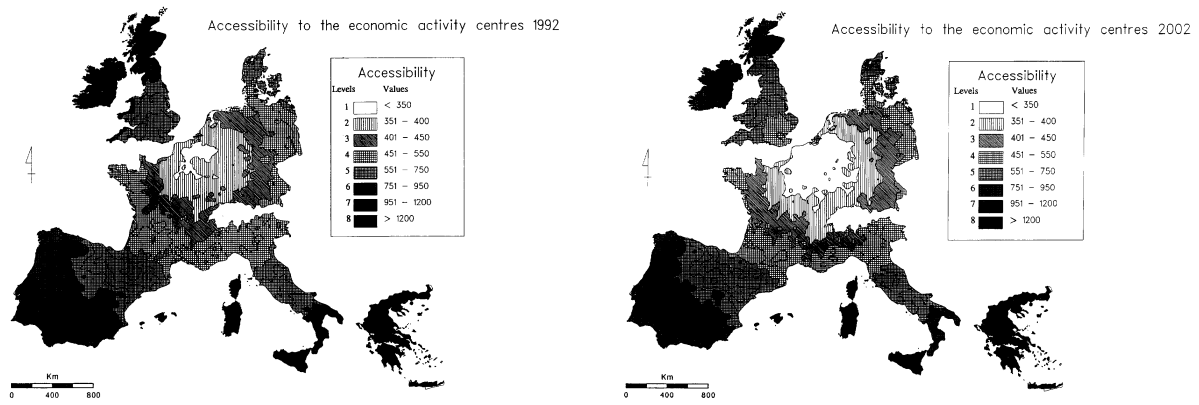 Accessibility to the economic activity centres 1992
Accessibility
Levels Values
1 < 350
2 351 - 400
3 401 - 450
4 451 - 550
5 551 - 750
6 751 - 950
7 951 - 1200
8 > 1200
Km
0 400 800
Accessibility to the economic activity centres 2002
Accessibility
Levels Values
1 < 350
2 351 - 400
3 401 - 450
4 451 - 550
5 551 - 750
6 751 - 950
7 951 - 1200
8 > 1200
Km
0 400 800